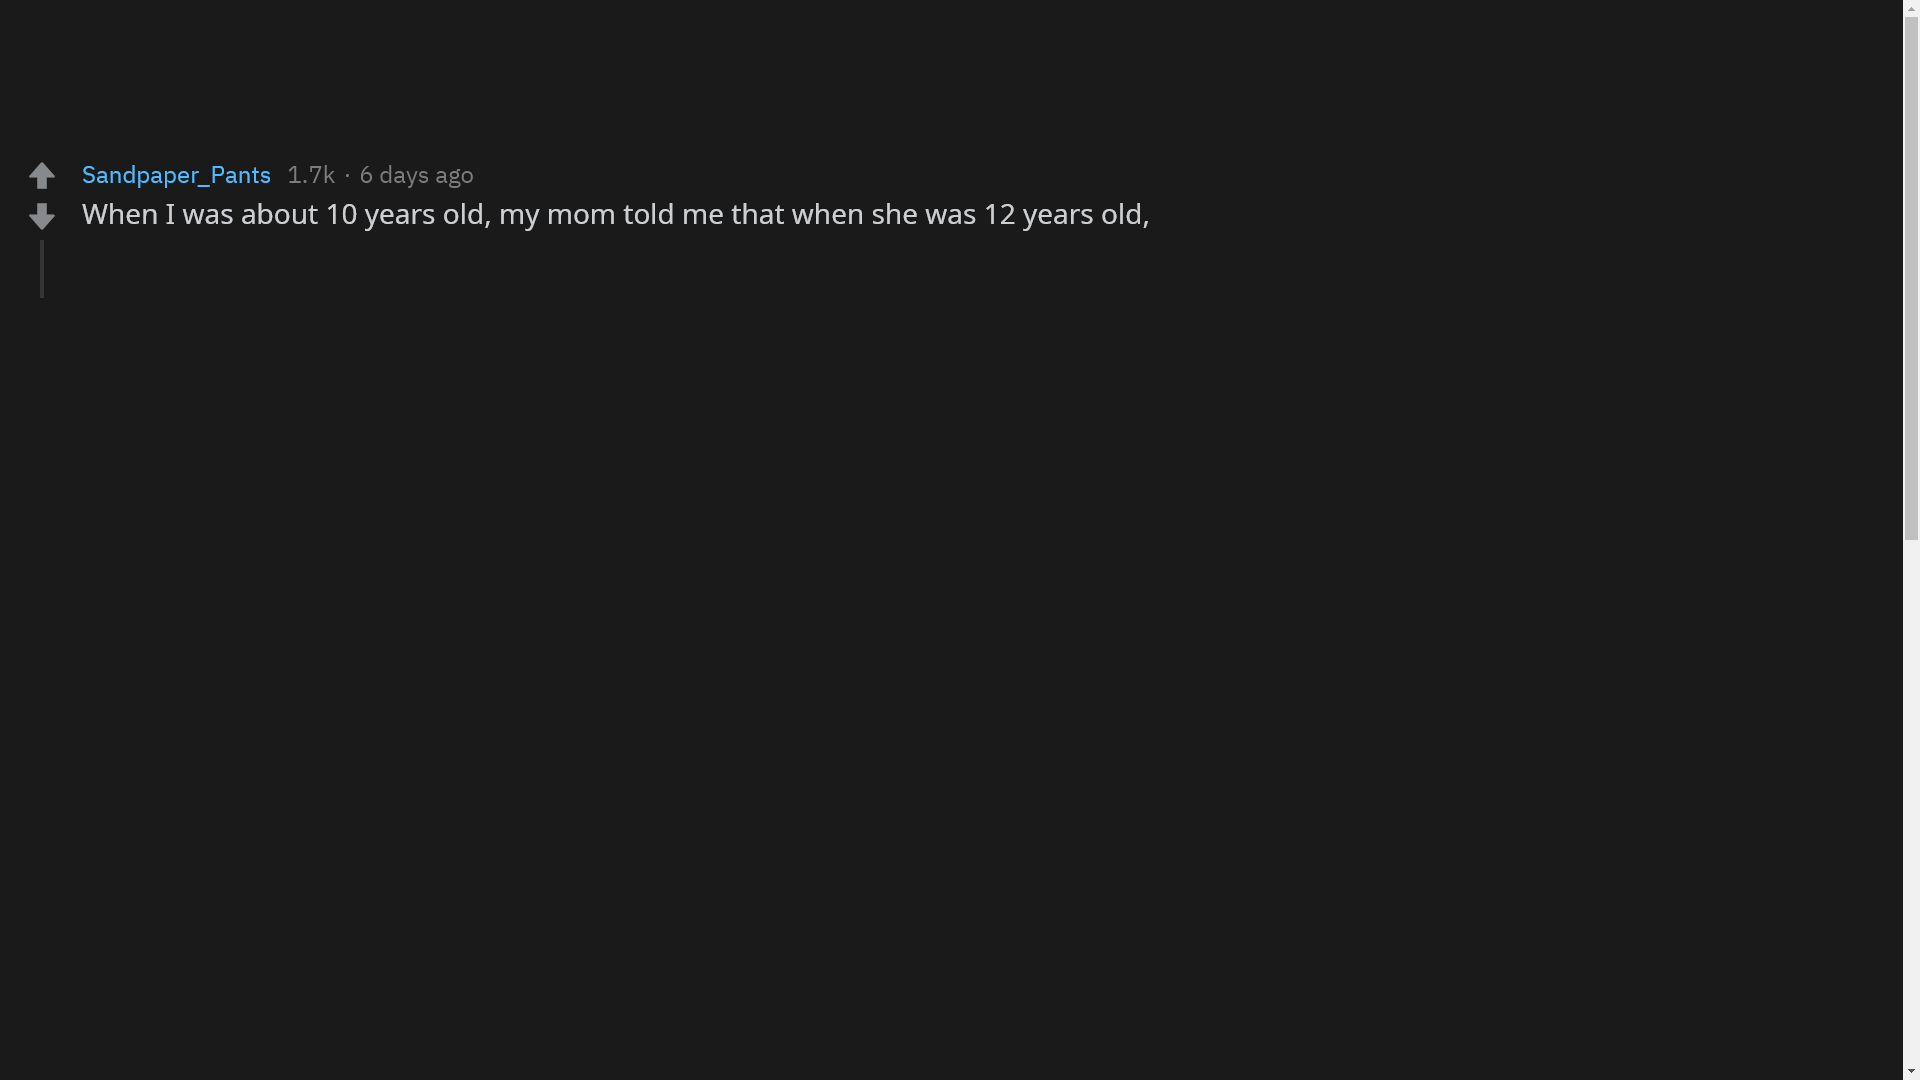 Sandpaper_Pants 1.7k · 6 days ago
When I was about 10 years old, my mom told me that when she was 12 years old,